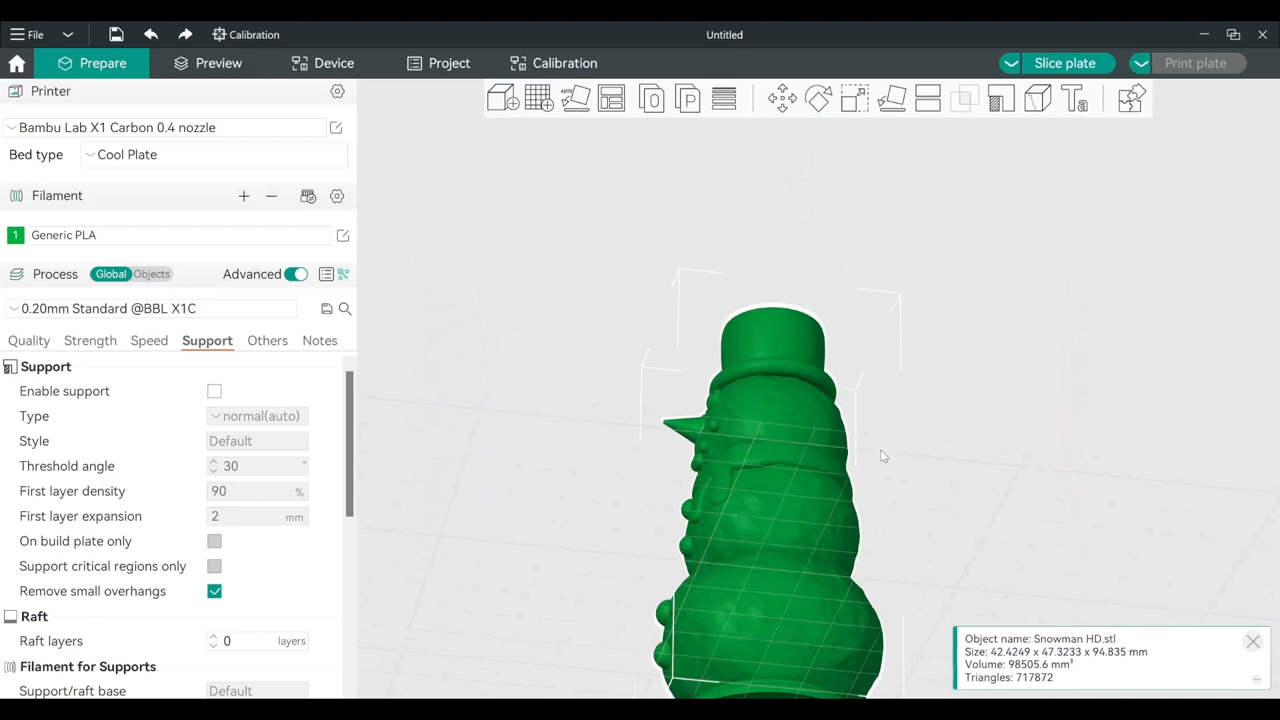 File
Calibration
Untitled
Prepare
Preview
Device
Project
Calibration
Slice plate
Print plate
Printer
Bambu Lab X1 Carbon 0.4 nozzle
Bed type
Cool Plate
Filament
1
Generic PLA
Process
Global
Objects
Advanced
0.20mm Standard @BBL X1C
Quality
Strength
Speed
Support
Others
Notes
Support
Enable support
Type
normal(auto)
Style
Default
Threshold angle
30 °
First layer density
90 %
First layer expansion
2 mm
On build plate only
Support critical regions only
Remove small overhangs
Raft
Raft layers
0 layers
Filament for Supports
Support/raft base
Default
AUTO
O
P
Ta
Object name: Snowman HD.stl
Size: 42.4249 x 47.3233 x 94.835 mm
Volume: 98505.6 mm³
Triangles: 717872